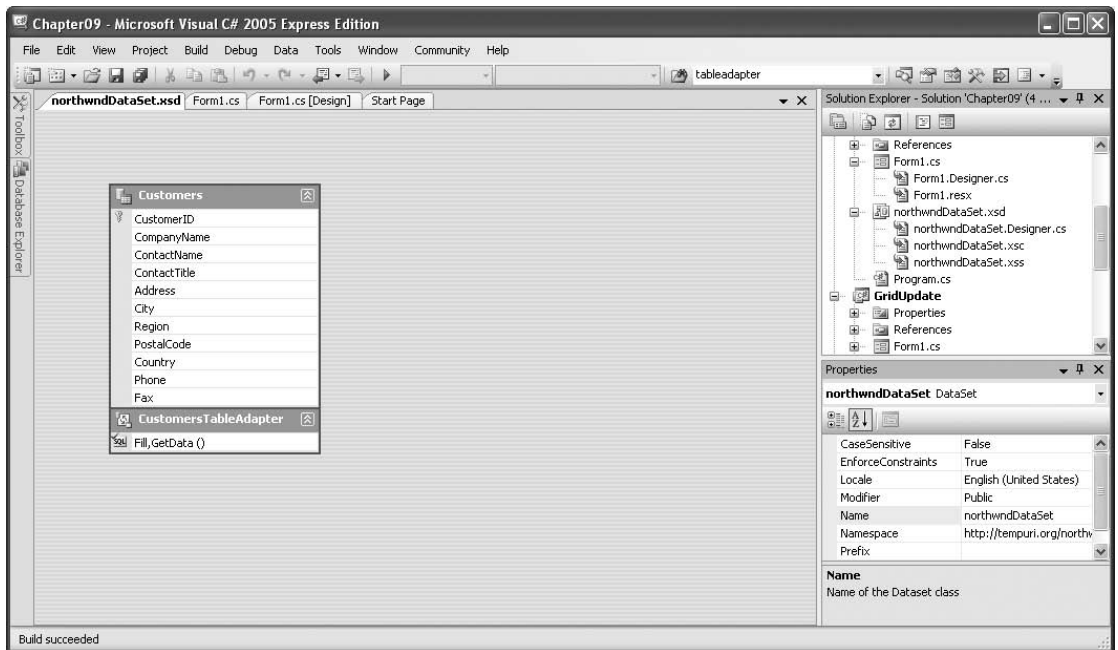 Chapter09 - Microsoft Visual C# 2005 Express Edition
File Edit View Project Build Debug Data Tools Window Community Help
tableadapter
northwndDataSet.xsd Form1.cs Form1.cs [Design] Start Page
Toolbox
Database Explorer
Customers
CustomerID
CompanyName
ContactName
ContactTitle
Address
City
Region
PostalCode
Country
Phone
Fax
CustomersTableAdapter
SQL Fill,GetData ()
Solution Explorer - Solution 'Chapter09' (4 ...
References
Form1.cs
Form1.Designer.cs
Form1.resx
northwndDataSet.xsd
northwndDataSet.Designer.cs
northwndDataSet.xsc
northwndDataSet.xss
Program.cs
GridUpdate
Properties
References
Form1.cs
Properties
northwndDataSet DataSet
CaseSensitive False
EnforceConstraints True
Locale English (United States)
Modifier Public
Name northwndDataSet
Namespace http://tempuri.org/northw
Prefix
Name
Name of the Dataset class
Build succeeded